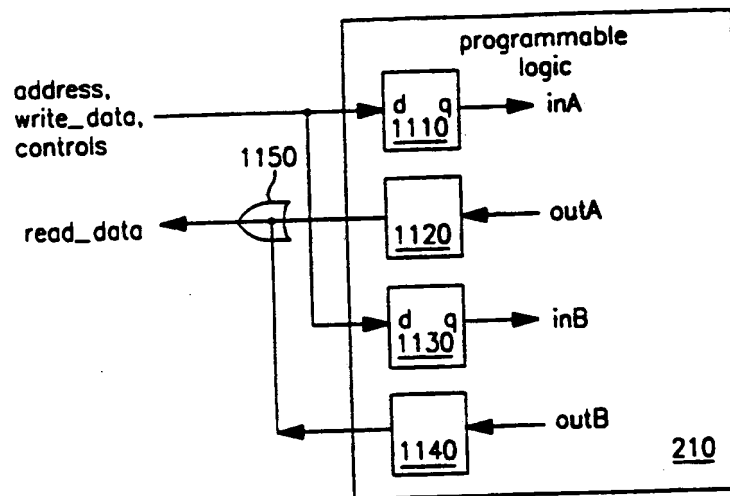 programmable
logic
address,
write_data,
controls
d q
1110
inA
1150
read_data
1120
outA
d q
1130
inB
1140
outB
210